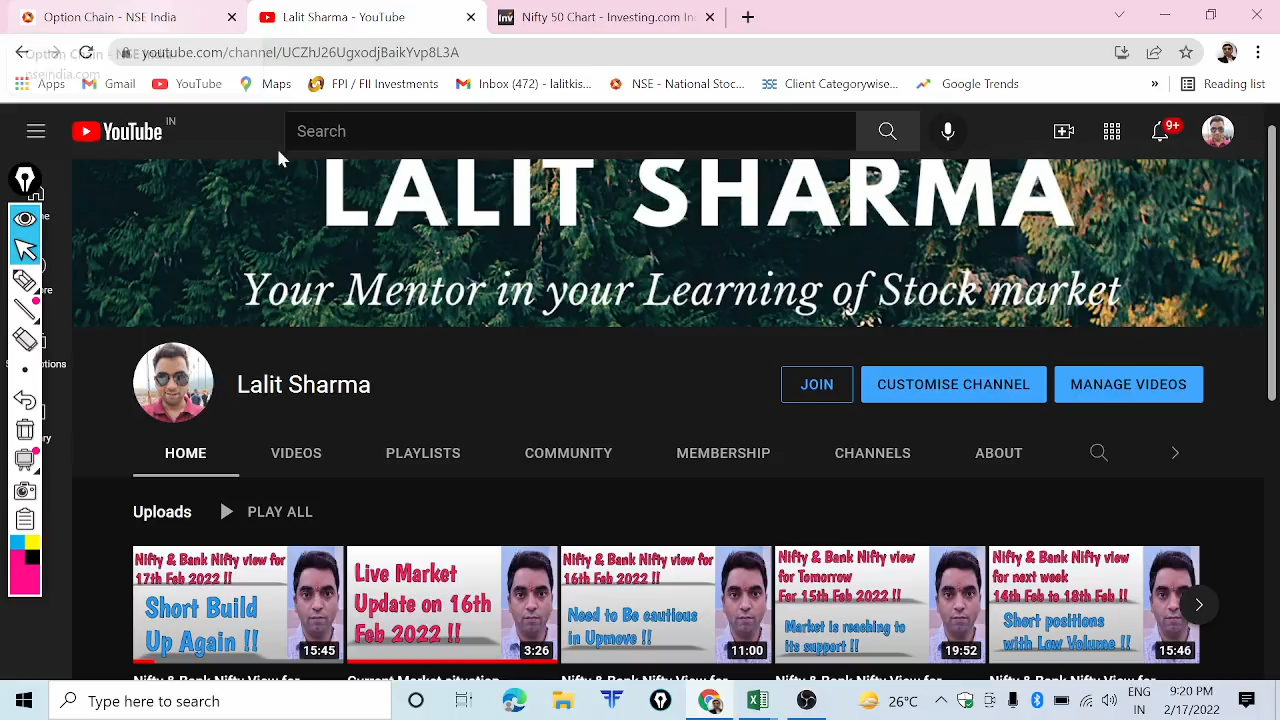 Option Chain - NSE India
Lalit Sharma - YouTube
Nifty 50 Chart - Investing.com In
youtube.com/channel/UCZhJ26UgxodjBaikYvp8L3A
Option Chain - NSE India
nseindia.com
Apps
Gmail
YouTube
Maps
FPI / FII Investments
Inbox (472) - lalitkis...
NSE - National Stoc...
Condition Monitori...
Google Trends
»
Reading list
YouTube IN
Search
9+
LALIT SHARMA
Your Mentor in your Learning of Stock market
Lalit Sharma
JOIN
CUSTOMISE CHANNEL
MANAGE VIDEOS
HOME
VIDEOS
PLAYLISTS
COMMUNITY
MEMBERSHIP
CHANNELS
ABOUT
Uploads
PLAY ALL
Nifty & Bank Nifty view for
17th Feb 2022 !!
Short Build
Up Again !!
15:45
Live Market
Update on 16th
Feb 2022 !!
3:26
Nifty & Bank Nifty view for
16th Feb 2022 !!
Need to Be cautious
in Upmove !!
11:00
Nifty & Bank Nifty view
for Tomorrow
For 15th Feb 2022 !!
Market is reaching to
its support !!
19:52
Nifty & Bank Nifty view
for next week
14th Feb to 18th Feb !!
Short positions
with Low Volume !!
15:46
Type here to search
26°C
ENG
IN
9:20 PM
2/17/2022